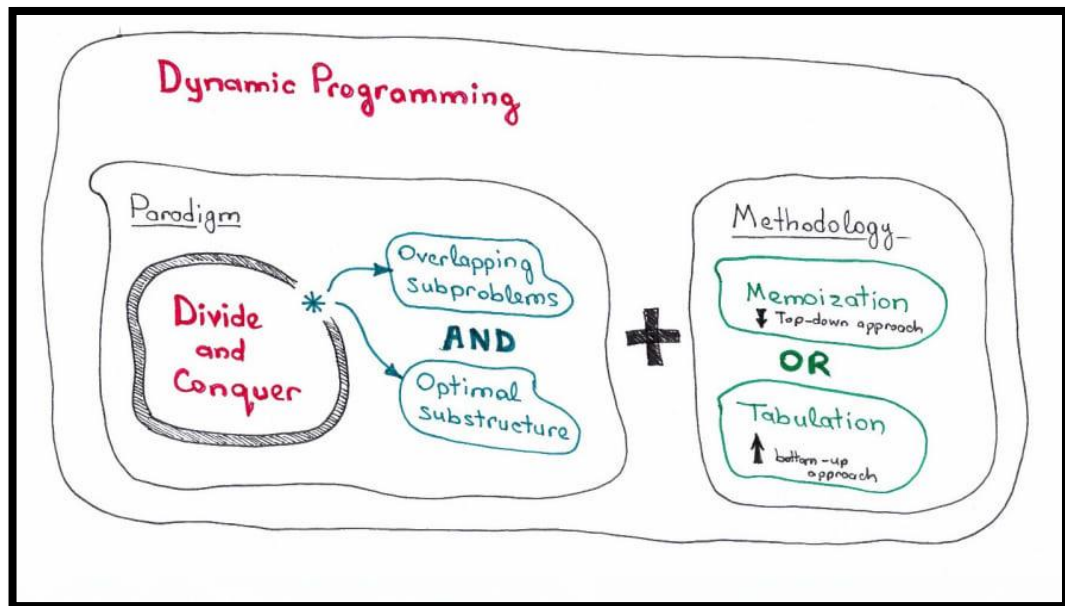 Dynamic Programming
Paradigm
Divide
and
Conquer
*
Overlapping
subproblems
AND
Optimal
substructure
+
Methodology
Memoization
Top-down approach
OR
Tabulation
bottom-up
approach